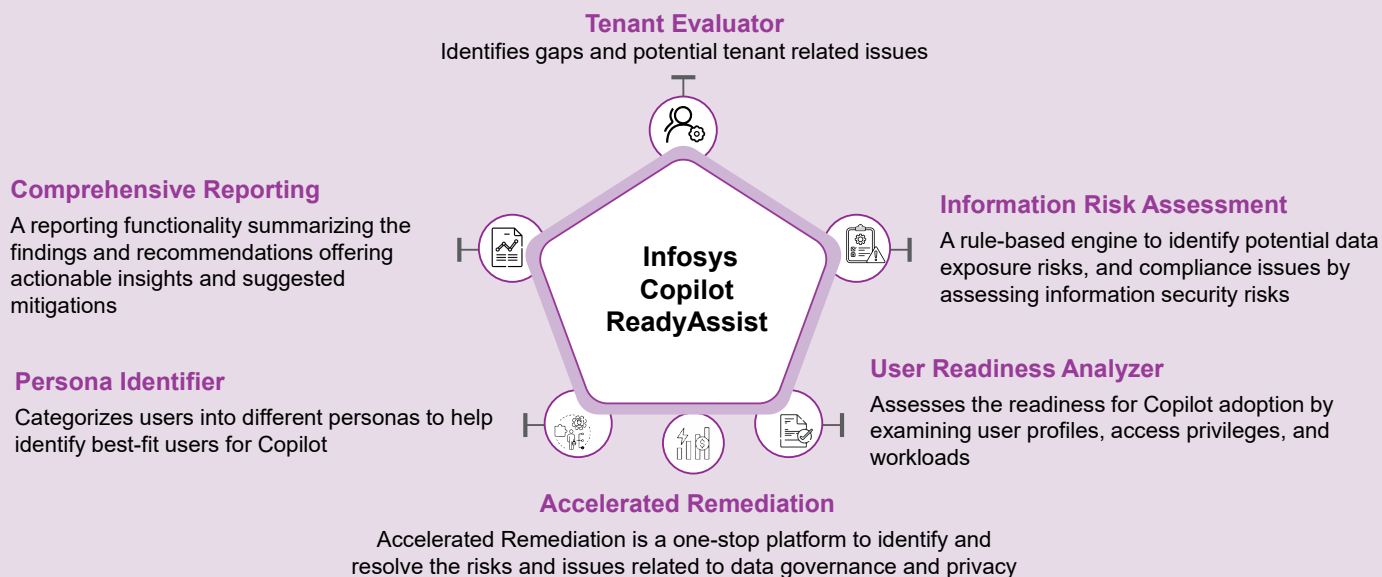 Tenant Evaluator
Identifies gaps and potential tenant related issues
Comprehensive Reporting
A reporting functionality summarizing the
findings and recommendations offering
actionable insights and suggested
mitigations
Infosys
Copilot
ReadyAssist
Information Risk Assessment
A rule-based engine to identify potential data
exposure risks, and compliance issues by
assessing information security risks
Persona Identifier
Categorizes users into different personas to help
identify best-fit users for Copilot
User Readiness Analyzer
Assesses the readiness for Copilot adoption by
examining user profiles, access privileges, and
workloads
Accelerated Remediation
Accelerated Remediation is a one-stop platform to identify and
resolve the risks and issues related to data governance and privacy